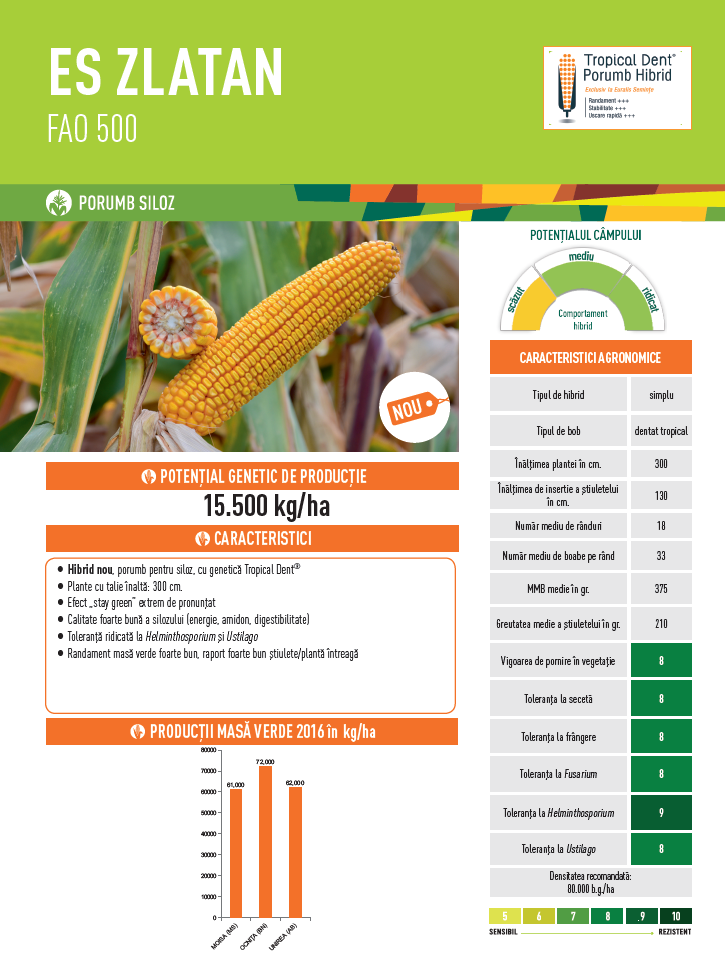 ES ZLATAN
FAO 500
Tropical Dent®
Porumb Hibrid
Exclusiv la Euralis Semințe
Randament +++
Stabilitate +++
Uscare rapidă +++
PORUMB SILOZ
NOU
POTENȚIAL GENETIC DE PRODUCȚIE
15.500 kg/ha
CARACTERISTICI
• Hibrid nou, porumb pentru siloz, cu genetică Tropical Dent®
• Plante cu talie înaltă: 300 cm.
• Efect „stay green” extrem de pronunțat
• Calitate foarte bună a silozului (energie, amidon, digestibilitate)
• Toleranță ridicată la Helminthosporium și Ustilago
• Randament masă verde foarte bun, raport foarte bun știulete/plantă întreagă
PRODUCȚII MASĂ VERDE 2016 în kg/ha
80000
70000
60000
50000
40000
30000
20000
10000
0
61,000
72,000
62,000
MOISA (MS)
OCNIȚA (BN)
UNIREA (AB)
POTENȚIALUL CÂMPULUI
scăzut
mediu
ridicat
Comportament
hibrid
CARACTERISTICI AGRONOMICE
Tipul de hibrid simplu
Tipul de bob dentat tropical
Înălțimea plantei în cm. 300
Înălțimea de insertie a știuletelui
în cm. 130
Număr mediu de rânduri 18
Număr mediu de boabe pe rând 33
MMB medie în gr. 375
Greutatea medie a știuletelui în gr. 210
Vigoarea de pornire în vegetație 8
Toleranța la secetă 8
Toleranța la frângere 8
Toleranța la Fusarium 8
Toleranța la Helminthosporium 9
Toleranța la Ustilago 8
Densitatea recomandată:
80.000 b.g./ha
5 6 7 8 .9 10
SENSIBIL REZISTENT